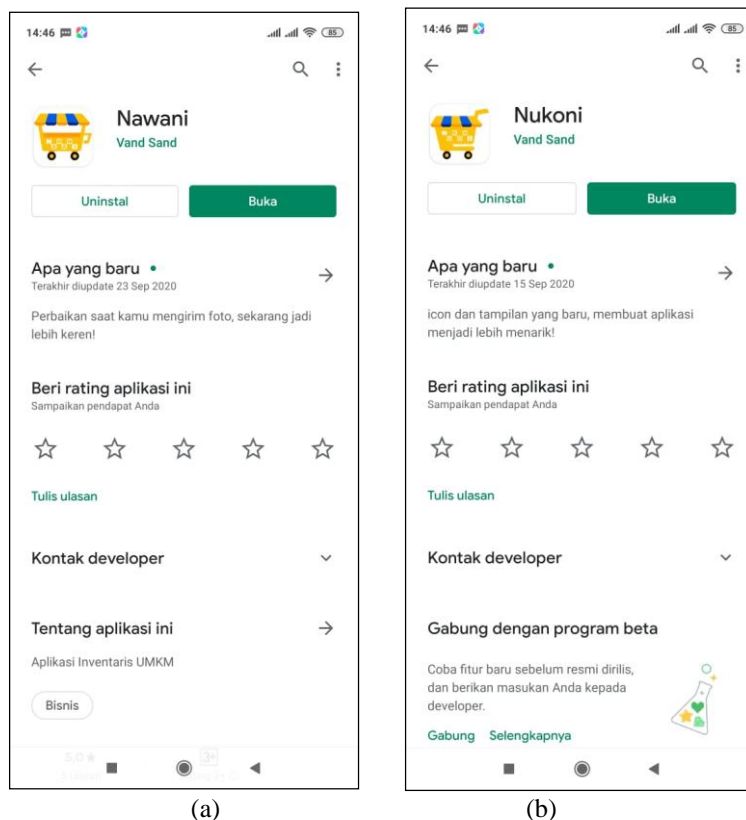 14:46
85
Nawani
Vand Sand
Uninstal
Buka
Apa yang baru
Terakhir diupdate 23 Sep 2020
Perbaikan saat kamu mengirim foto, sekarang jadi
lebih keren!
Beri rating aplikasi ini
Sampaikan pendapat Anda
Tulis ulasan
Kontak developer
Tentang aplikasi ini
Aplikasi Inventaris UMKM
Bisnis
5.0 ★
3+
(a)
14:46
85
Nukoni
Vand Sand
Uninstal
Buka
Apa yang baru
Terakhir diupdate 15 Sep 2020
icon dan tampilan yang baru, membuat aplikasi
menjadi lebih menarik!
Beri rating aplikasi ini
Sampaikan pendapat Anda
Tulis ulasan
Kontak developer
Gabung dengan program beta
Coba fitur baru sebelum resmi dirilis,
dan berikan masukan Anda kepada
developer.
Gabung Selengkapnya
(b)